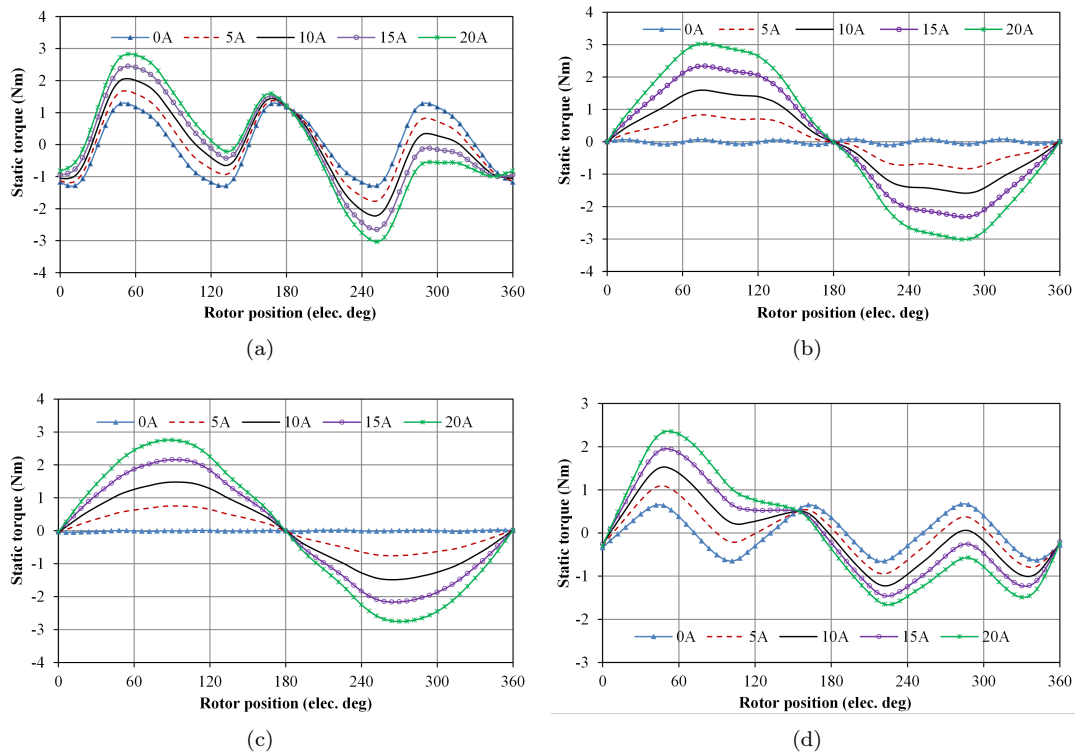 4
3
2
1
0
-1
-2
-3
-4
Static torque (Nm)
0A 5A 10A 15A 20A
0 60 120 180 240 300 360
Rotor position (elec. deg)
(a)
4
3
2
1
0
-1
-2
-3
-4
Static torque (Nm)
0A 5A 10A 15A 20A
0 60 120 180 240 300 360
Rotor position (elec. deg)
(b)
4
3
2
1
0
-1
-2
-3
-4
Static torque (Nm)
0A 5A 10A 15A 20A
0 60 120 180 240 300 360
Rotor position (elec. deg)
(c)
3
2
1
0
-1
-2
-3
Static torque (Nm)
0A 5A 10A 15A 20A
0 60 120 180 240 300 360
Rotor position (elec. deg)
(d)